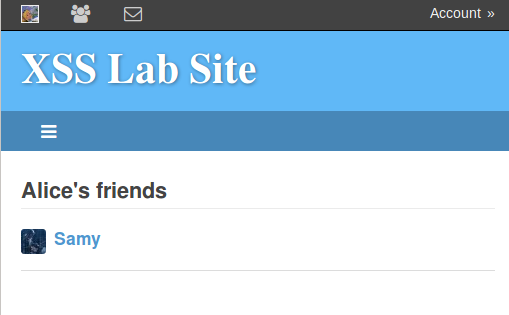 Account »
XSS Lab Site
Alice's friends
Samy